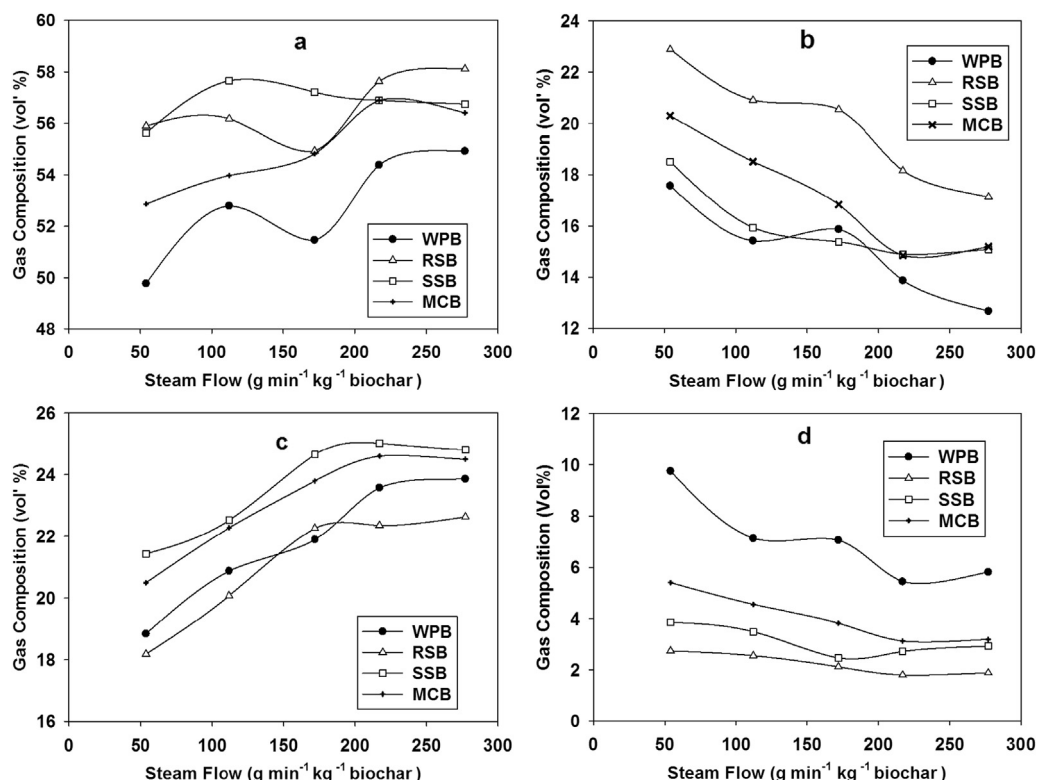 a
Gas Composition (vol' %)
60
58
56
54
52
50
48
WPB
RSB
SSB
MCB
0 50 100 150 200 250 300
Steam Flow (g min⁻¹ kg⁻¹ biochar )
b
Gas Composition (vol' %)
24
22
20
18
16
14
12
WPB
RSB
SSB
MCB
0 50 100 150 200 250 300
Steam Flow (g min⁻¹ kg⁻¹ biochar )
c
Gas Composition (vol' %)
26
24
22
20
18
16
WPB
RSB
SSB
MCB
0 50 100 150 200 250 300
Steam Flow (g min⁻¹ kg⁻¹ biochar )
d
Gas Composition (Vol%)
12
10
8
6
4
2
0
WPB
RSB
SSB
MCB
0 50 100 150 200 250 300
Steam Flow (g min⁻¹ kg⁻¹ biochar )